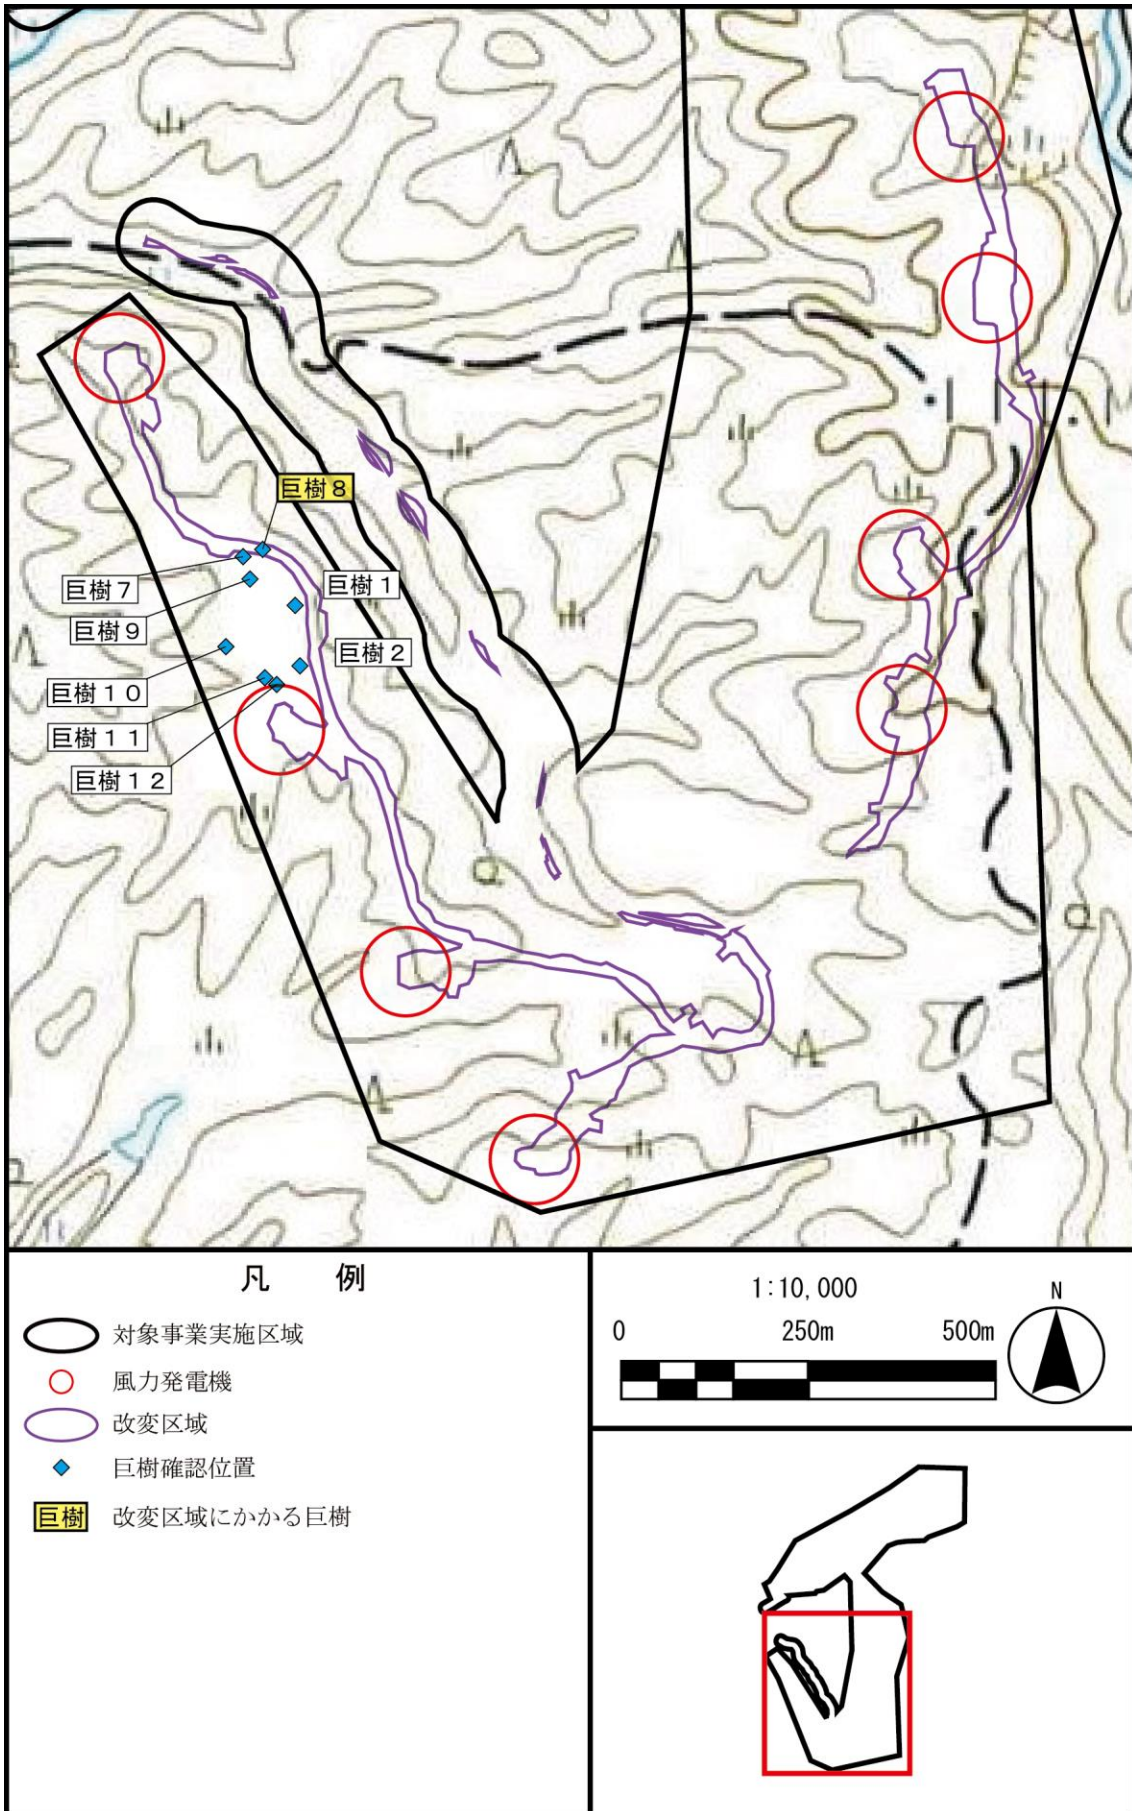 巨樹８
巨樹７
巨樹１
巨樹９
巨樹２
巨樹１０
巨樹１１
巨樹１２
凡　例
対象事業実施区域
風力発電機
改変区域
巨樹確認位置
巨樹 改変区域にかかる巨樹
1:10,000
0 250m 500m
N